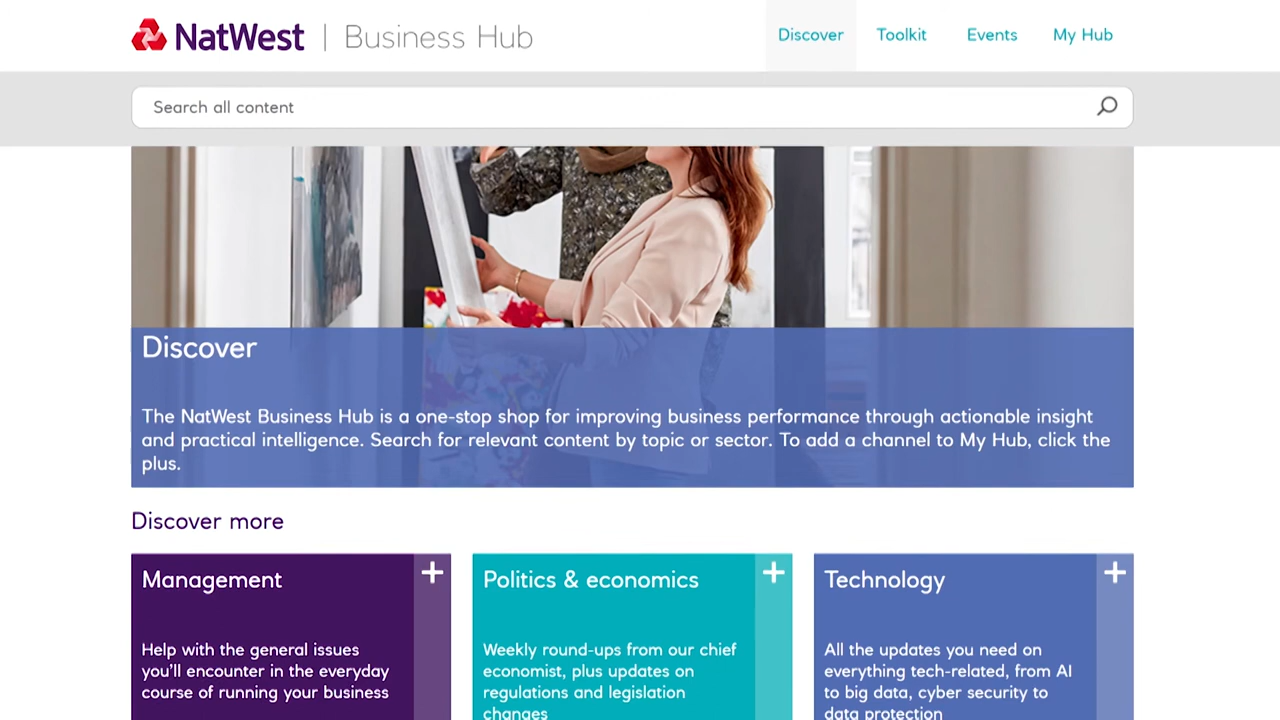 NatWest | Business Hub
Discover
Toolkit
Events
My Hub
Search all content
Discover
The NatWest Business Hub is a one-stop shop for improving business performance through actionable insight
and practical intelligence. Search for relevant content by topic or sector. To add a channel to My Hub, click the
plus.
Discover more
Management
Help with the general issues
you'll encounter in the everyday
course of running your business
Politics & economics
Weekly round-ups from our chief
economist, plus updates on
regulations and legislation
changes
Technology
All the updates you need on
everything tech-related, from AI
to big data, cyber security to
data protection